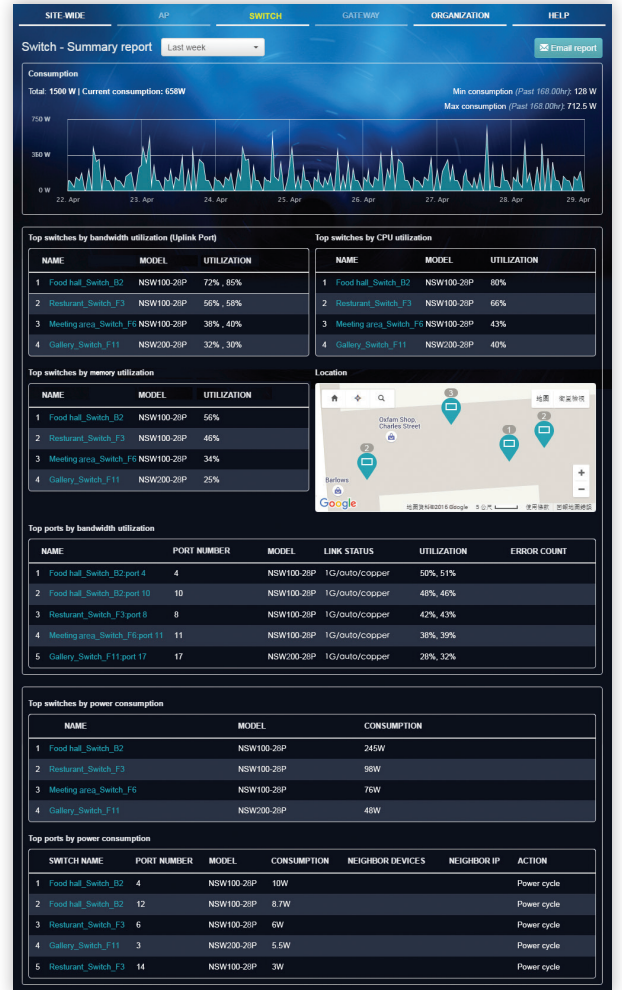 SITE-WIDE AP SWITCH GATEWAY ORGANIZATION HELP
Switch - Summary report Last week Email report
Consumption
Total: 1500 W | Current consumption: 658W Min consumption (Past 168.00hr): 128 W
Max consumption (Past 168.00hr): 712.5 W
750 W
360 W
0 W
22. Apr 23. Apr 24. Apr 25. Apr 26. Apr 27. Apr 28. Apr 29. Apr
Top switches by bandwidth utilization (Uplink Port)
NAME MODEL UTILIZATION
1 Food hall_Switch_B2 NSW100-28P 72% , 85%
2 Resturant_Switch_F3 NSW100-28P 56% , 58%
3 Meeting area_Switch_F6 NSW100-28P 38% , 40%
4 Gallery_Switch_F11 NSW200-28P 32% , 30%
Top switches by CPU utilization
NAME MODEL UTILIZATION
1 Food hall_Switch_B2 NSW100-28P 80%
2 Resturant_Switch_F3 NSW100-28P 66%
3 Meeting area_Switch_F6 NSW100-28P 43%
4 Gallery_Switch_F11 NSW200-28P 40%
Top switches by memory utilization
NAME MODEL UTILIZATION
1 Food hall_Switch_B2 NSW100-28P 56%
2 Resturant_Switch_F3 NSW100-28P 46%
3 Meeting area_Switch_F6 NSW100-28P 34%
4 Gallery_Switch_F11 NSW200-28P 25%
Location
地圖 衛星檢視
3
Oxfam Shop,
Charles Street
2
1
2
Barlows
Google 地圖資料©2016 Google 5 公尺 使用條款
Top ports by bandwidth utilization
NAME PORT NUMBER MODEL LINK STATUS UTILIZATION ERROR COUNT
1 Food hall_Switch_B2:port 4 4 NSW100-28P 1G/auto/copper 50%, 51%
2 Food hall_Switch_B2:port 10 10 NSW100-28P 1G/auto/copper 48%, 46%
3 Resturant_Switch_F3:port 8 8 NSW100-28P 1G/auto/copper 42%, 43%
4 Meeting area_Switch_F6:port 11 11 NSW100-28P 1G/auto/copper 38%, 39%
5 Gallery_Switch_F11:port 17 17 NSW200-28P 1G/auto/copper 28%, 32%
Top switches by power consumption
NAME MODEL CONSUMPTION
1 Food hall_Switch_B2 NSW100-28P 245W
2 Resturant_Switch_F3 NSW100-28P 98W
3 Meeting area_Switch_F6 NSW100-28P 76W
4 Gallery_Switch_F11 NSW200-28P 48W
Top ports by power consumption
SWITCH NAME PORT NUMBER MODEL CONSUMPTION NEIGHBOR DEVICES NEIGHBOR IP ACTION
1 Food hall_Switch_B2 4 NSW100-28P 10W Power cycle
2 Food hall_Switch_B2 12 NSW100-28P 8.7W Power cycle
3 Resturant_Switch_F3 6 NSW100-28P 6W Power cycle
4 Gallery_Switch_F11 3 NSW200-28P 5.5W Power cycle
5 Resturant_Switch_F3 14 NSW100-28P 3W Power cycle